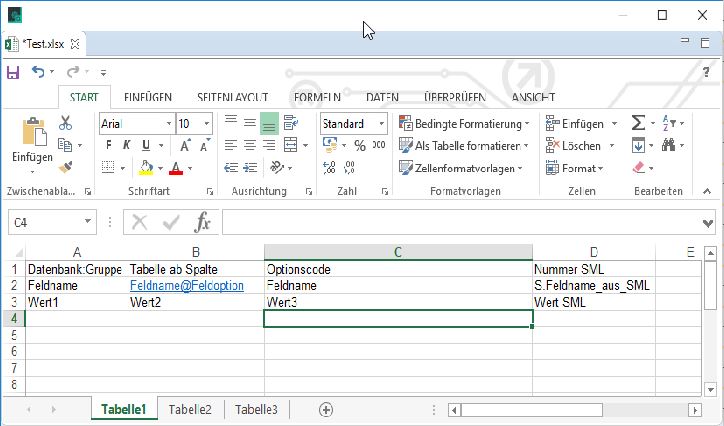 *Test.xlsx
START EINFÜGEN SEITENLAYOUT FORMELN DATEN ÜBERPRÜFEN ANSICHT
?
Einfügen
Arial 10
F K U
Standard
% 000
Bedingte Formatierung
Als Tabelle formatieren
Zellenformatvorlagen
Einfügen
Löschen
Format
Zwischenabla... Schriftart Ausrichtung Zahl Formatvorlagen Zellen Bearbeiten
C4 fx
A B C D E
1 Datenbank:Gruppe Tabelle ab Spalte Optionscode Nummer SML
2 Feldname Feldname@Feldoption Feldname S.Feldname_aus_SML
3 Wert1 Wert2 Wert3 Wert SML
4
5
6
7
8
Tabelle1 Tabelle2 Tabelle3